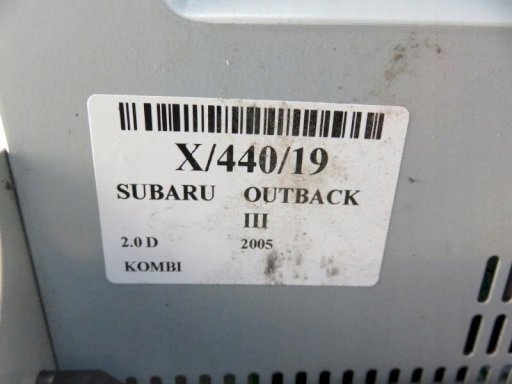 X/440/19
SUBARU OUTBACK
III
2.0 D 2005
KOMBI